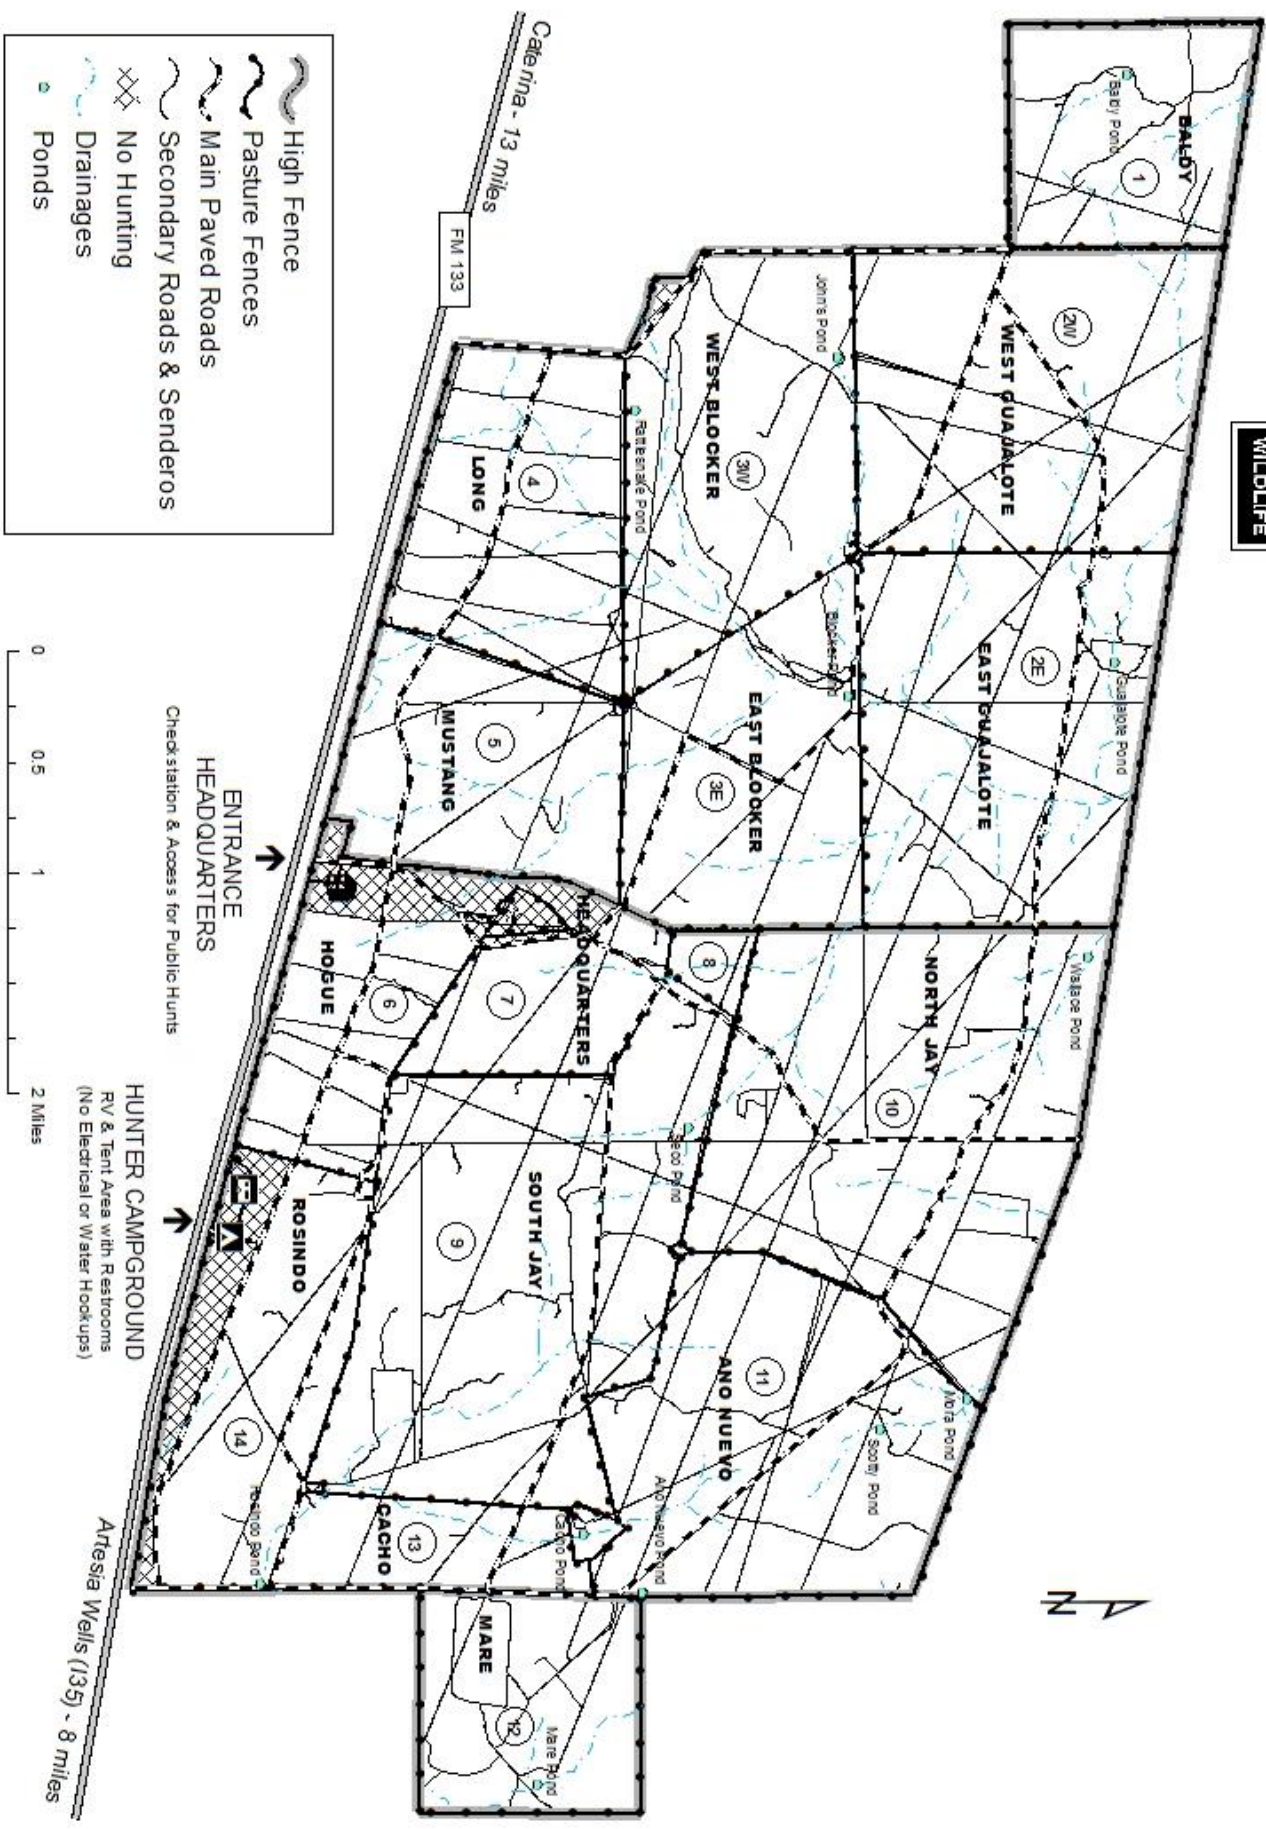 WILDLIFE
BALDY
1
Baldy Pond
2W
WEST GUAJALOTE
John's Pond
WEST BLOCKER
3W
Rattlesnake Pond
2E
EAST GUAJALOTE
Guajalote Pond
Blocker Pond
EAST BLOCKER
3E
LONG
4
MUSTANG
5
HEADQUARTERS
7
8
HOGUE
6
NORTH JAY
10
Wallace Pond
Seco Pond
SOUTH JAY
9
ANO NUEVO
11
Mora Pond
Scotty Pond
Ano Nuevo Pond
Cacho Pond
CACHO
13
ROSINDO
14
Rosindo Pond
MARE
12
Mare Pond
Caterina - 13 miles
FM 133
Artesia Wells (I35) - 8 miles
ENTRANCE
HEADQUARTERS
Checkstation & Access for Public Hunts
HUNTER CAMPGROUND
RV & Tent Area with Restrooms
(No Electrical or Water Hookups)
High Fence
Pasture Fences
Main Paved Roads
Secondary Roads & Senderos
No Hunting
Drainages
Ponds
0 0.5 1 2 Miles
N